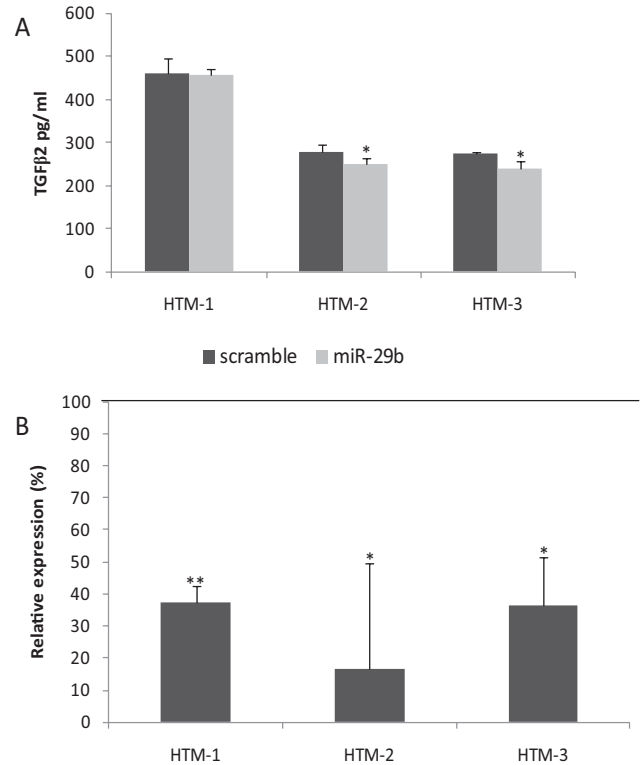 A
TGFβ2 pg/ml
600
500
400
300
200
100
0
* *
HTM-1 HTM-2 HTM-3
scramble miR-29b
B
Relative expression (%)
100
90
80
70
60
50
40
30
20
10
0
** * *
HTM-1 HTM-2 HTM-3